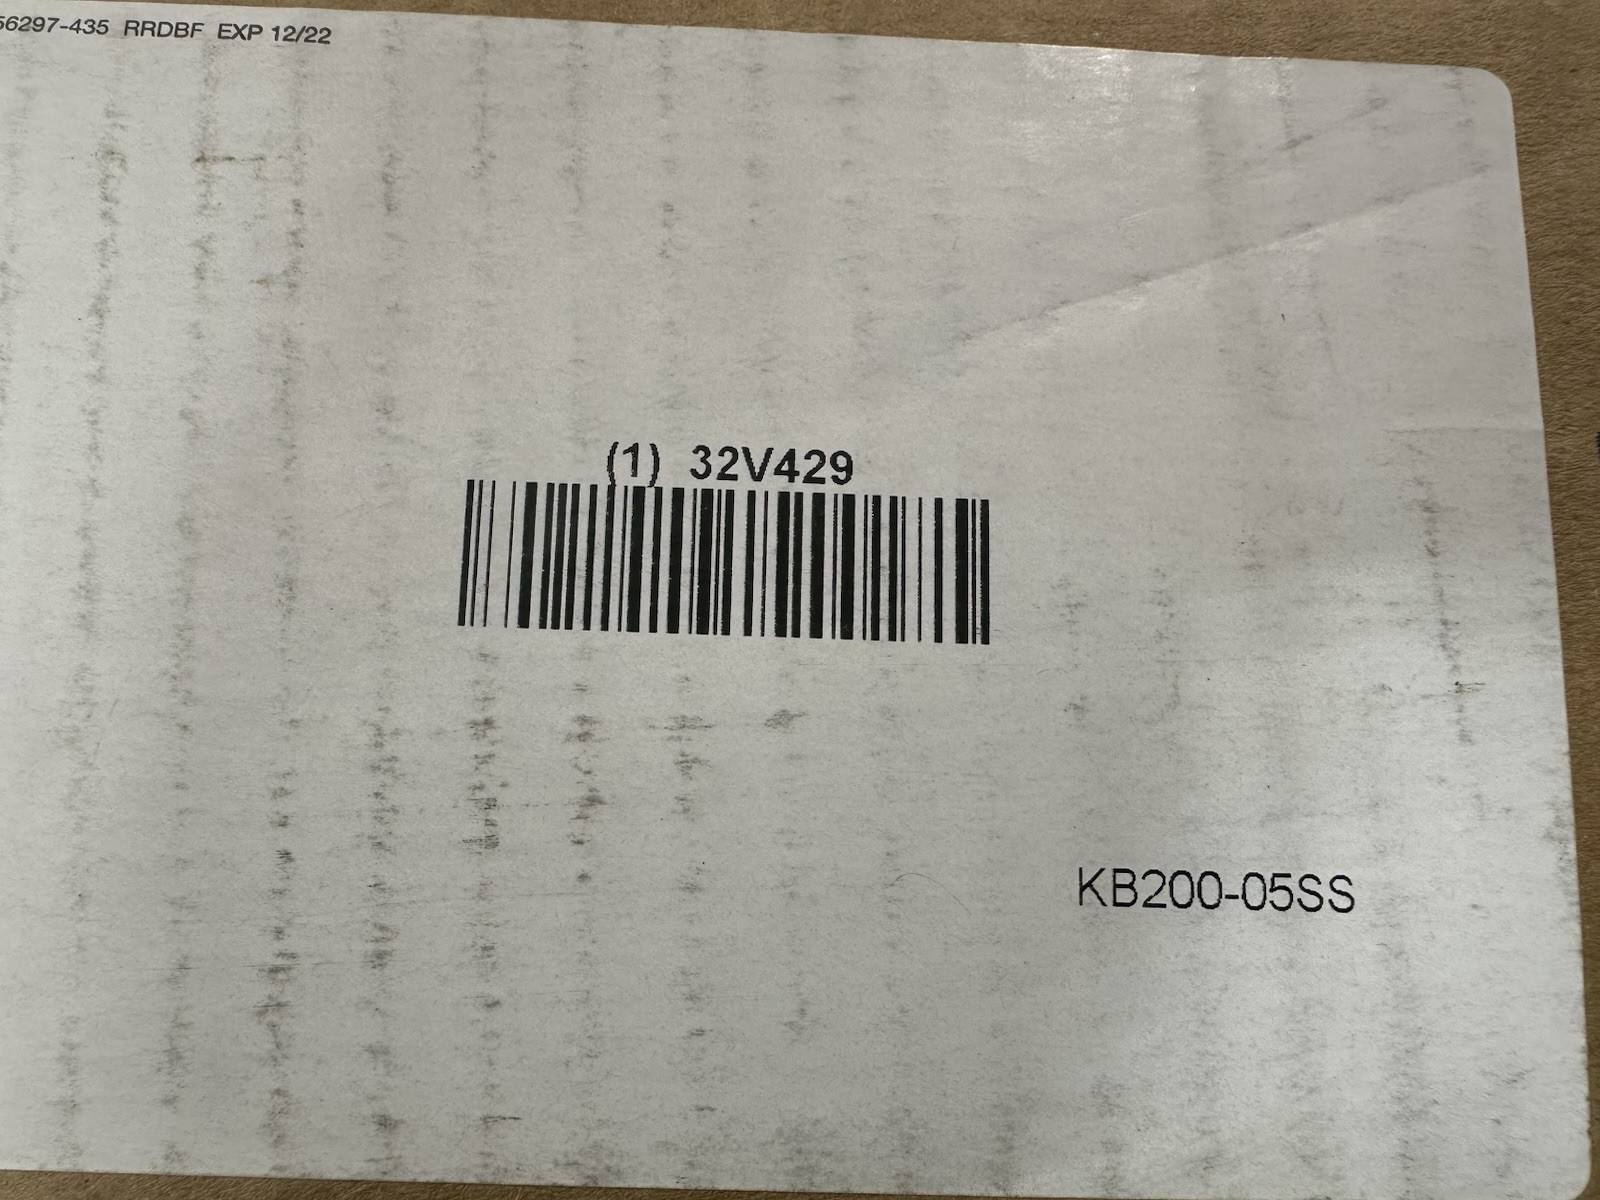 56297-435 RRDBF EXP 12/22
(1) 32V429
KB200-05SS